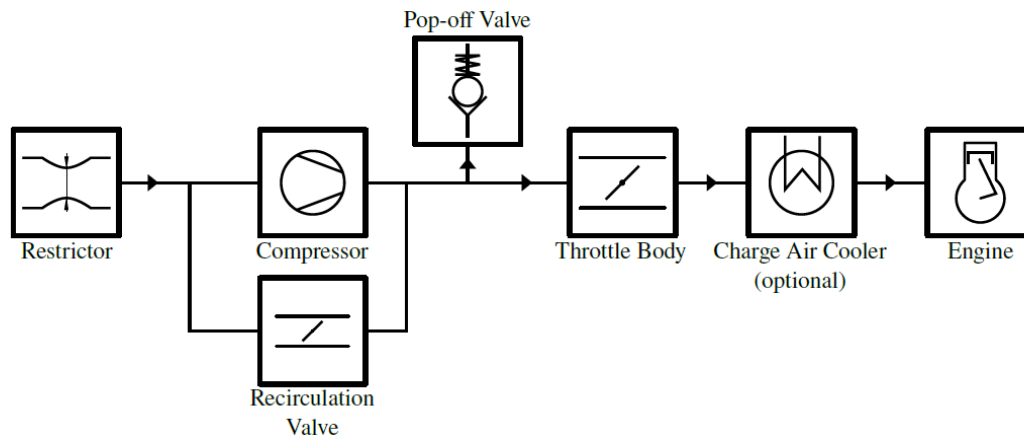 Pop-off Valve
Restrictor
Compressor
Throttle Body
Charge Air Cooler
(optional)
Engine
Recirculation
Valve